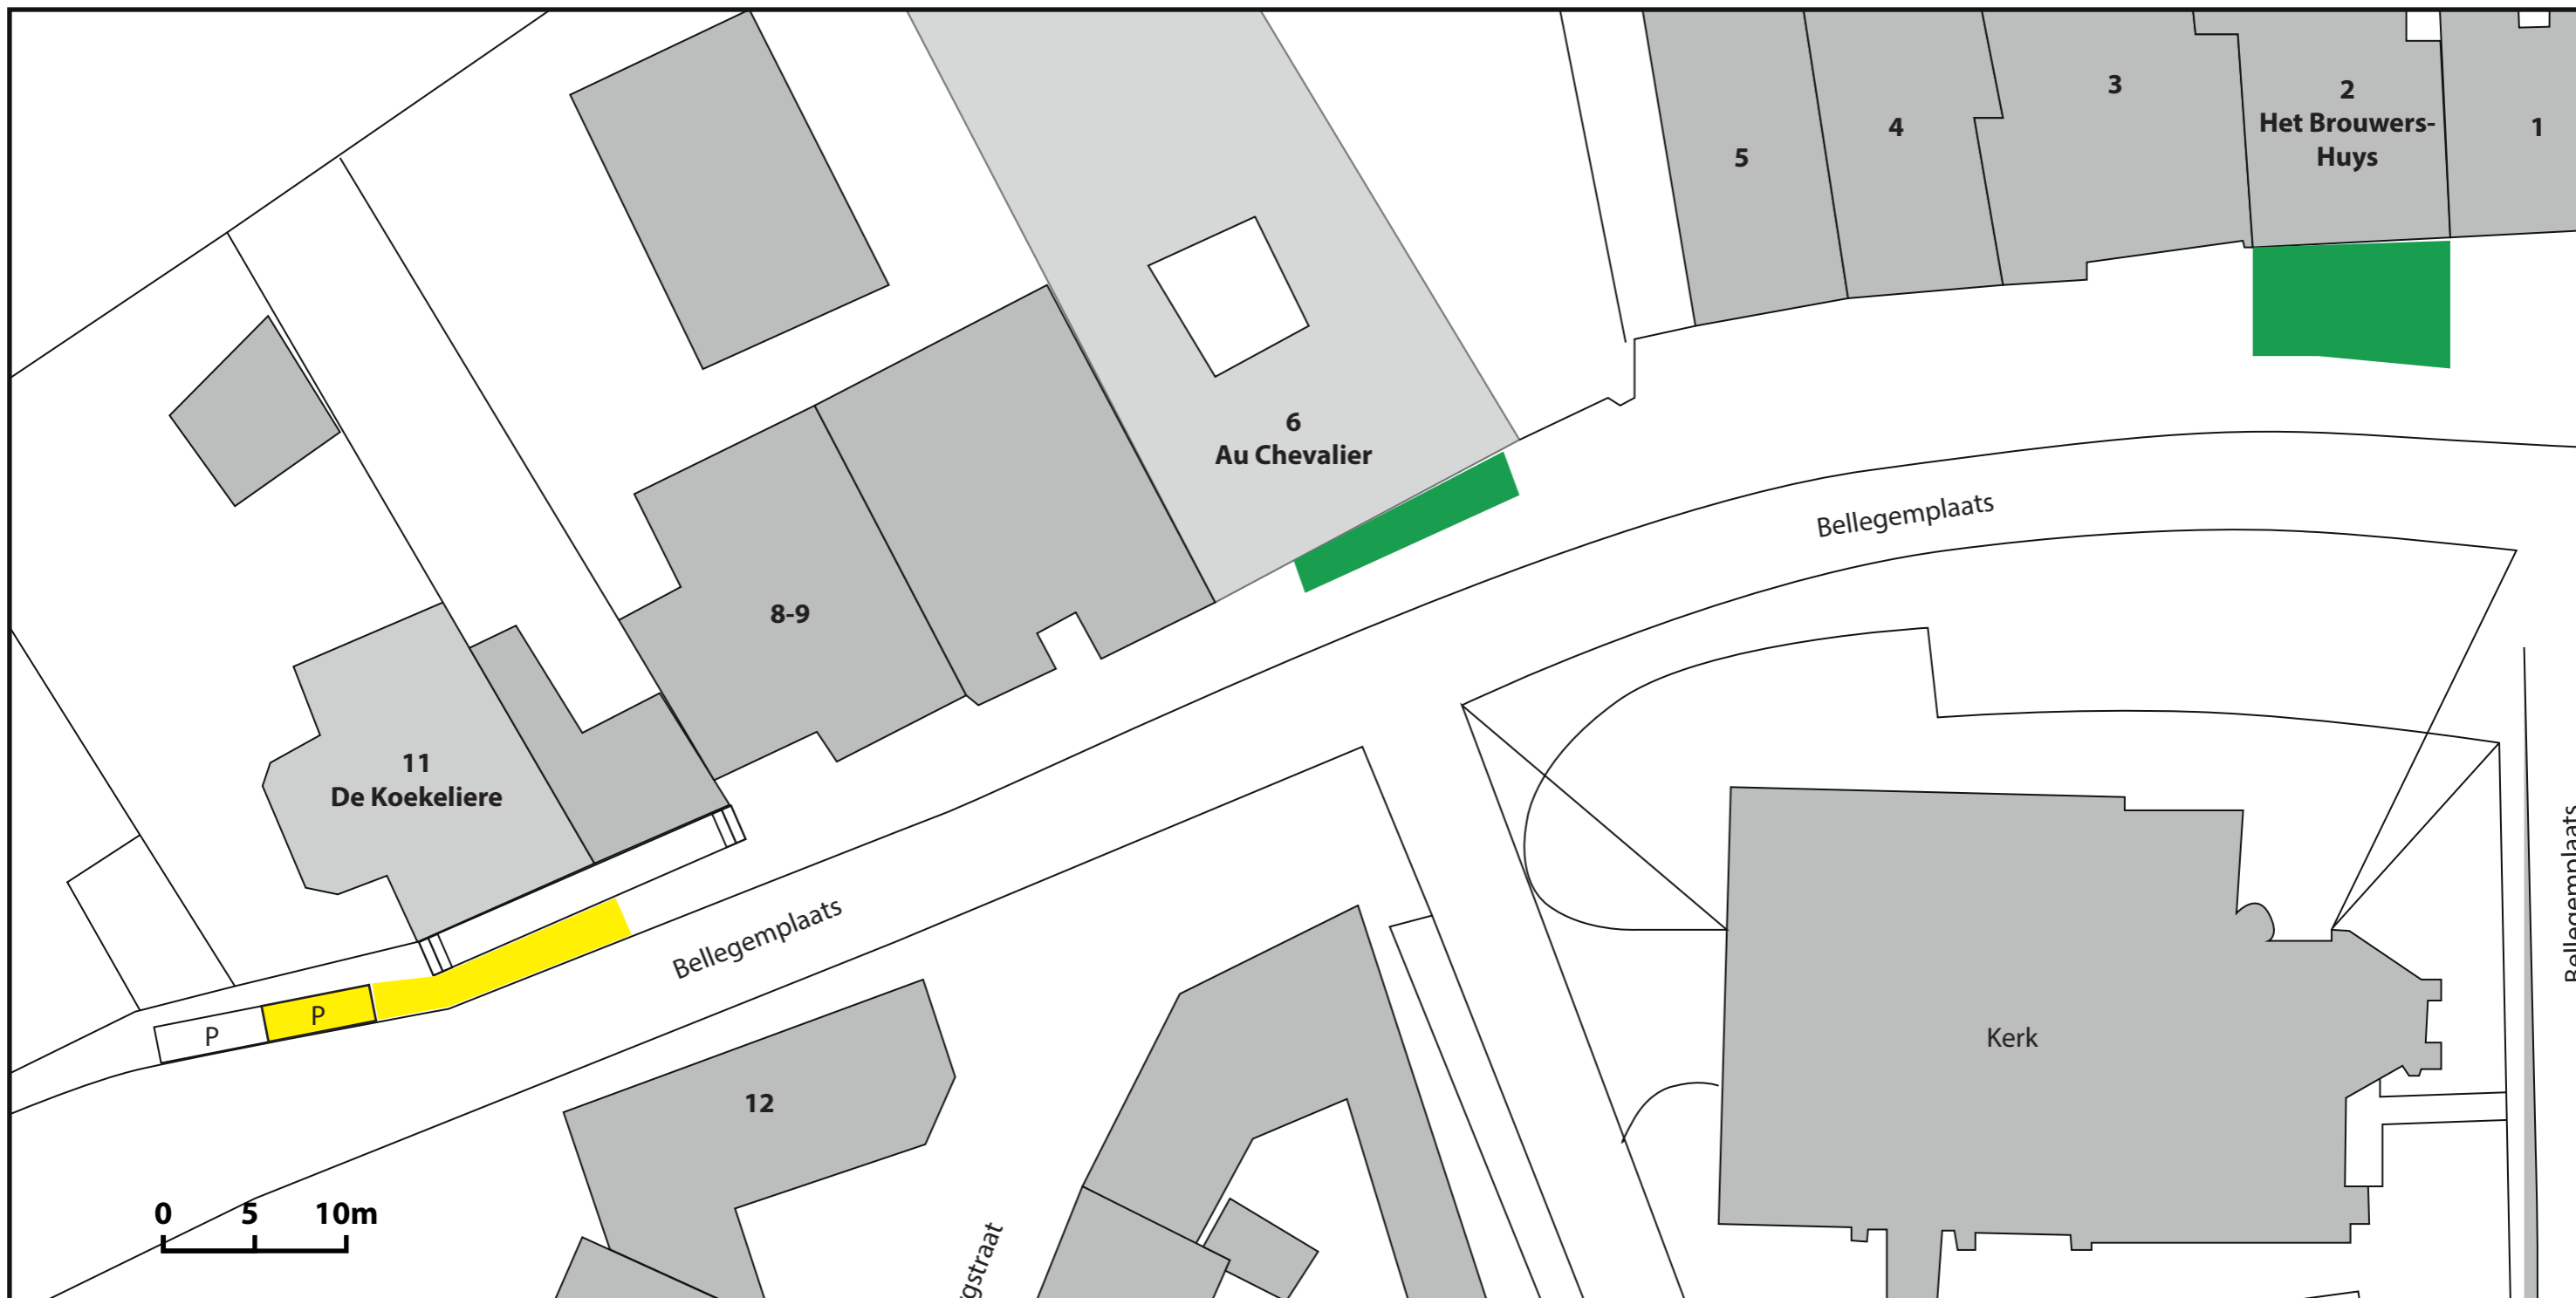 3
2
Het Brouwers-
Huys
4
1
5
6
Au Chevalier
Bellegemplaats
8-9
11
De Koekeliere
Bellegemplaats
Bellegemplaats
P
P
Kerk
12
0 5 10m